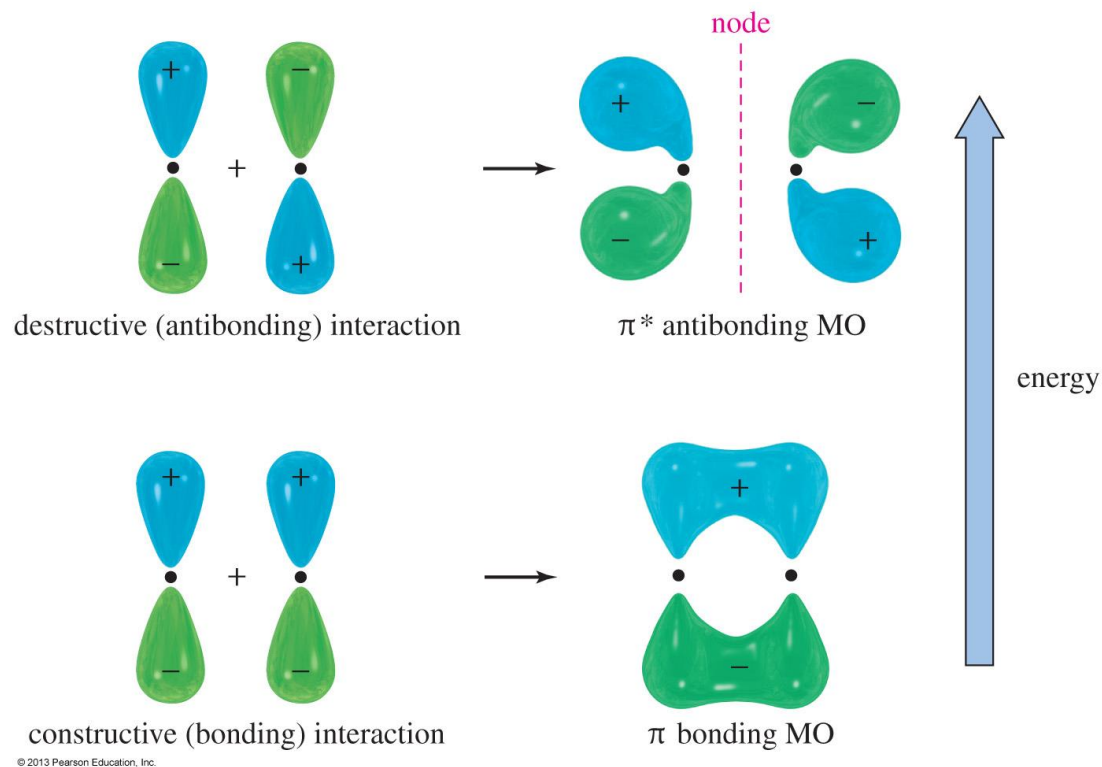 node
+ − + −
+
− + − +
destructive (antibonding) interaction
π* antibonding MO
energy
+ + +
+
− − −
constructive (bonding) interaction
π bonding MO
© 2013 Pearson Education, Inc.